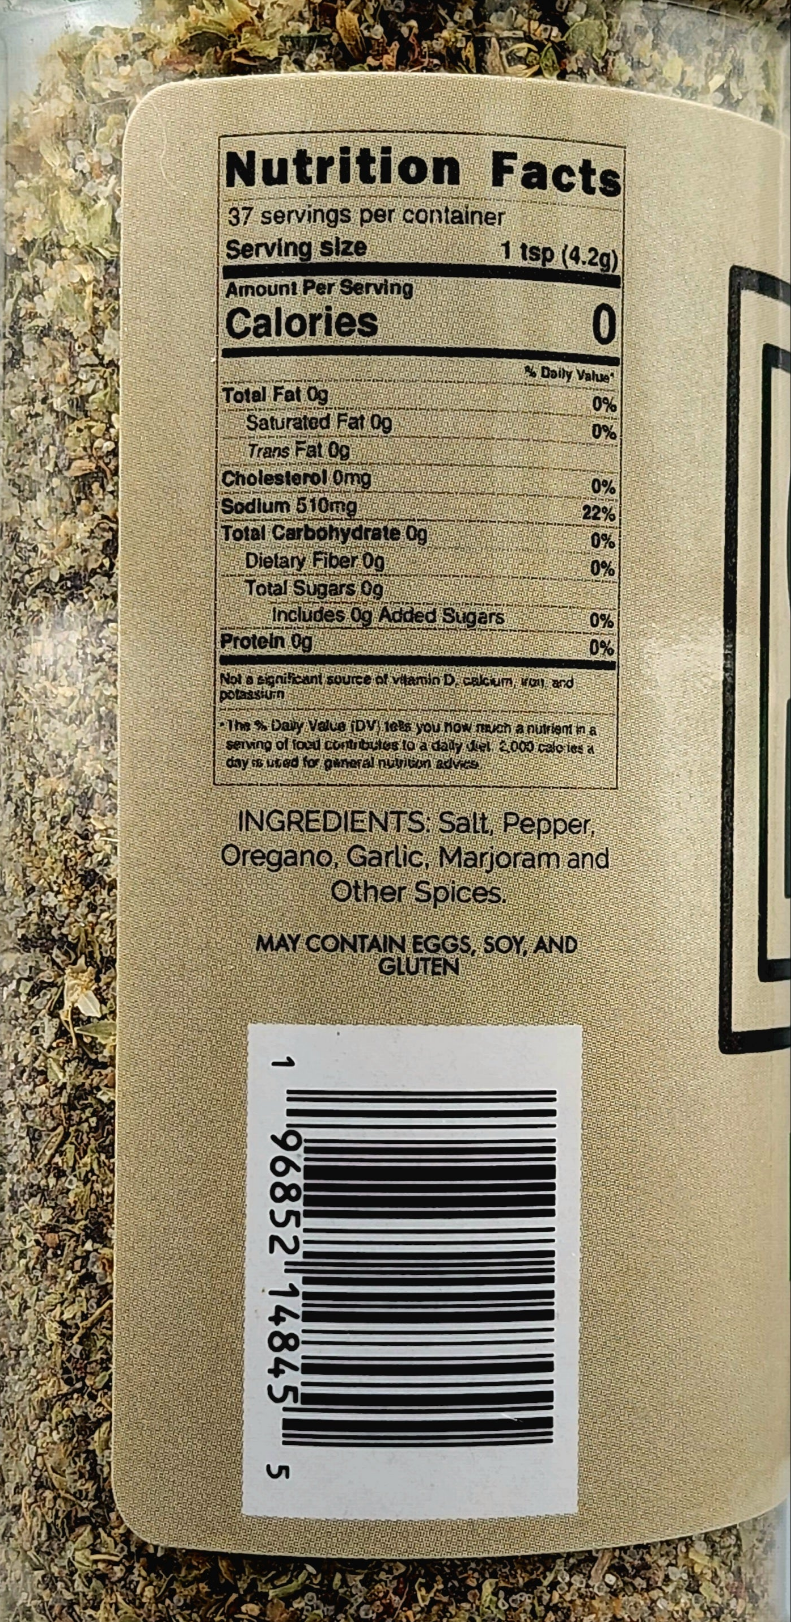 Nutrition Facts
37 servings per container
Serving size 1 tsp (4.2g)
Amount Per Serving
Calories 0
% Daily Value*
Total Fat 0g 0%
Saturated Fat 0g 0%
Trans Fat 0g
Cholesterol 0mg 0%
Sodium 510mg 22%
Total Carbohydrate 0g 0%
Dietary Fiber 0g 0%
Total Sugars 0g
Includes 0g Added Sugars 0%
Protein 0g 0%
Not a significant source of vitamin D, calcium, iron, and
potassium
*The % Daily Value (DV) tells you how much a nutrient in a
serving of food contributes to a daily diet. 2,000 calories a
day is used for general nutrition advice.
INGREDIENTS: Salt, Pepper,
Oregano, Garlic, Marjoram and
Other Spices.
MAY CONTAIN EGGS, SOY, AND
GLUTEN
1 96852 14845 5